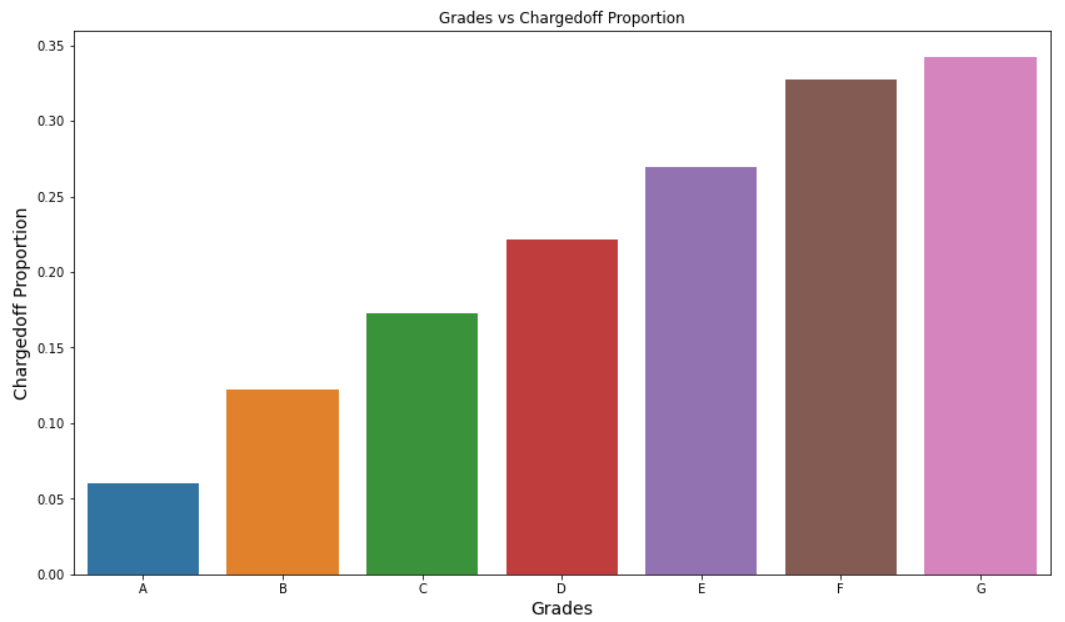 Grades vs Chargedoff Proportion
Chargedoff Proportion
0.35
0.30
0.25
0.20
0.15
0.10
0.05
0.00
A B C D E F G
Grades